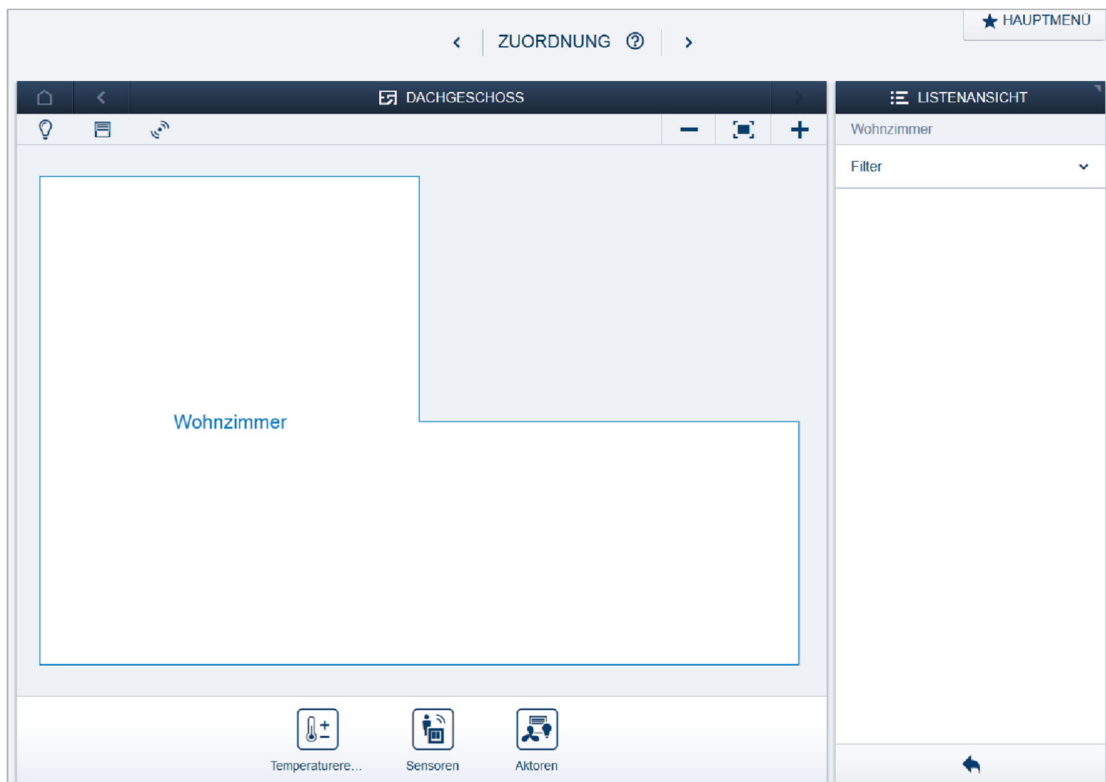 HAUPTMENÜ
ZUORDNUNG
DACHGESCHOSS
LISTENANSICHT
Wohnzimmer
Filter
Wohnzimmer
Temperaturere...
Sensoren
Aktoren